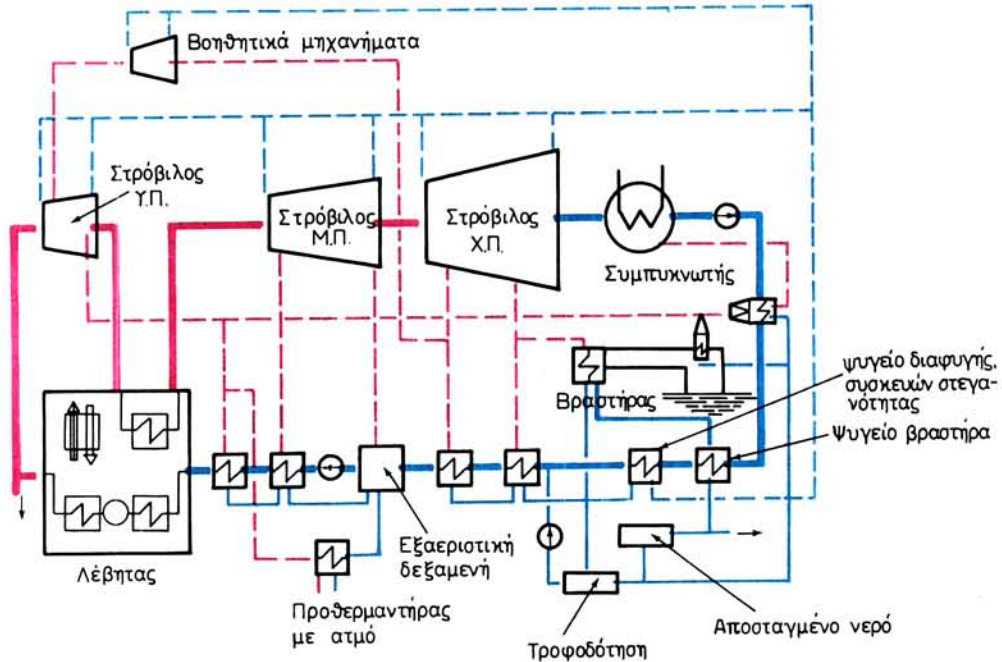 Βοηθητικά μηχανήματα
Στρόβιλος
Υ.Π.
Στρόβιλος
Μ.Π.
Στρόβιλος
Χ.Π.
Συμπυκνωτής
ψυγείο διαφυγής,
συσκευών στεγα-
νότητας
Βραστήρας
Ψυγείο βραστήρα
Λέβητας
Εξαεριστική
δεξαμενή
Προθερμαντήρας
με ατμό
Τροφοδότηση
Αποσταγμένο νερό